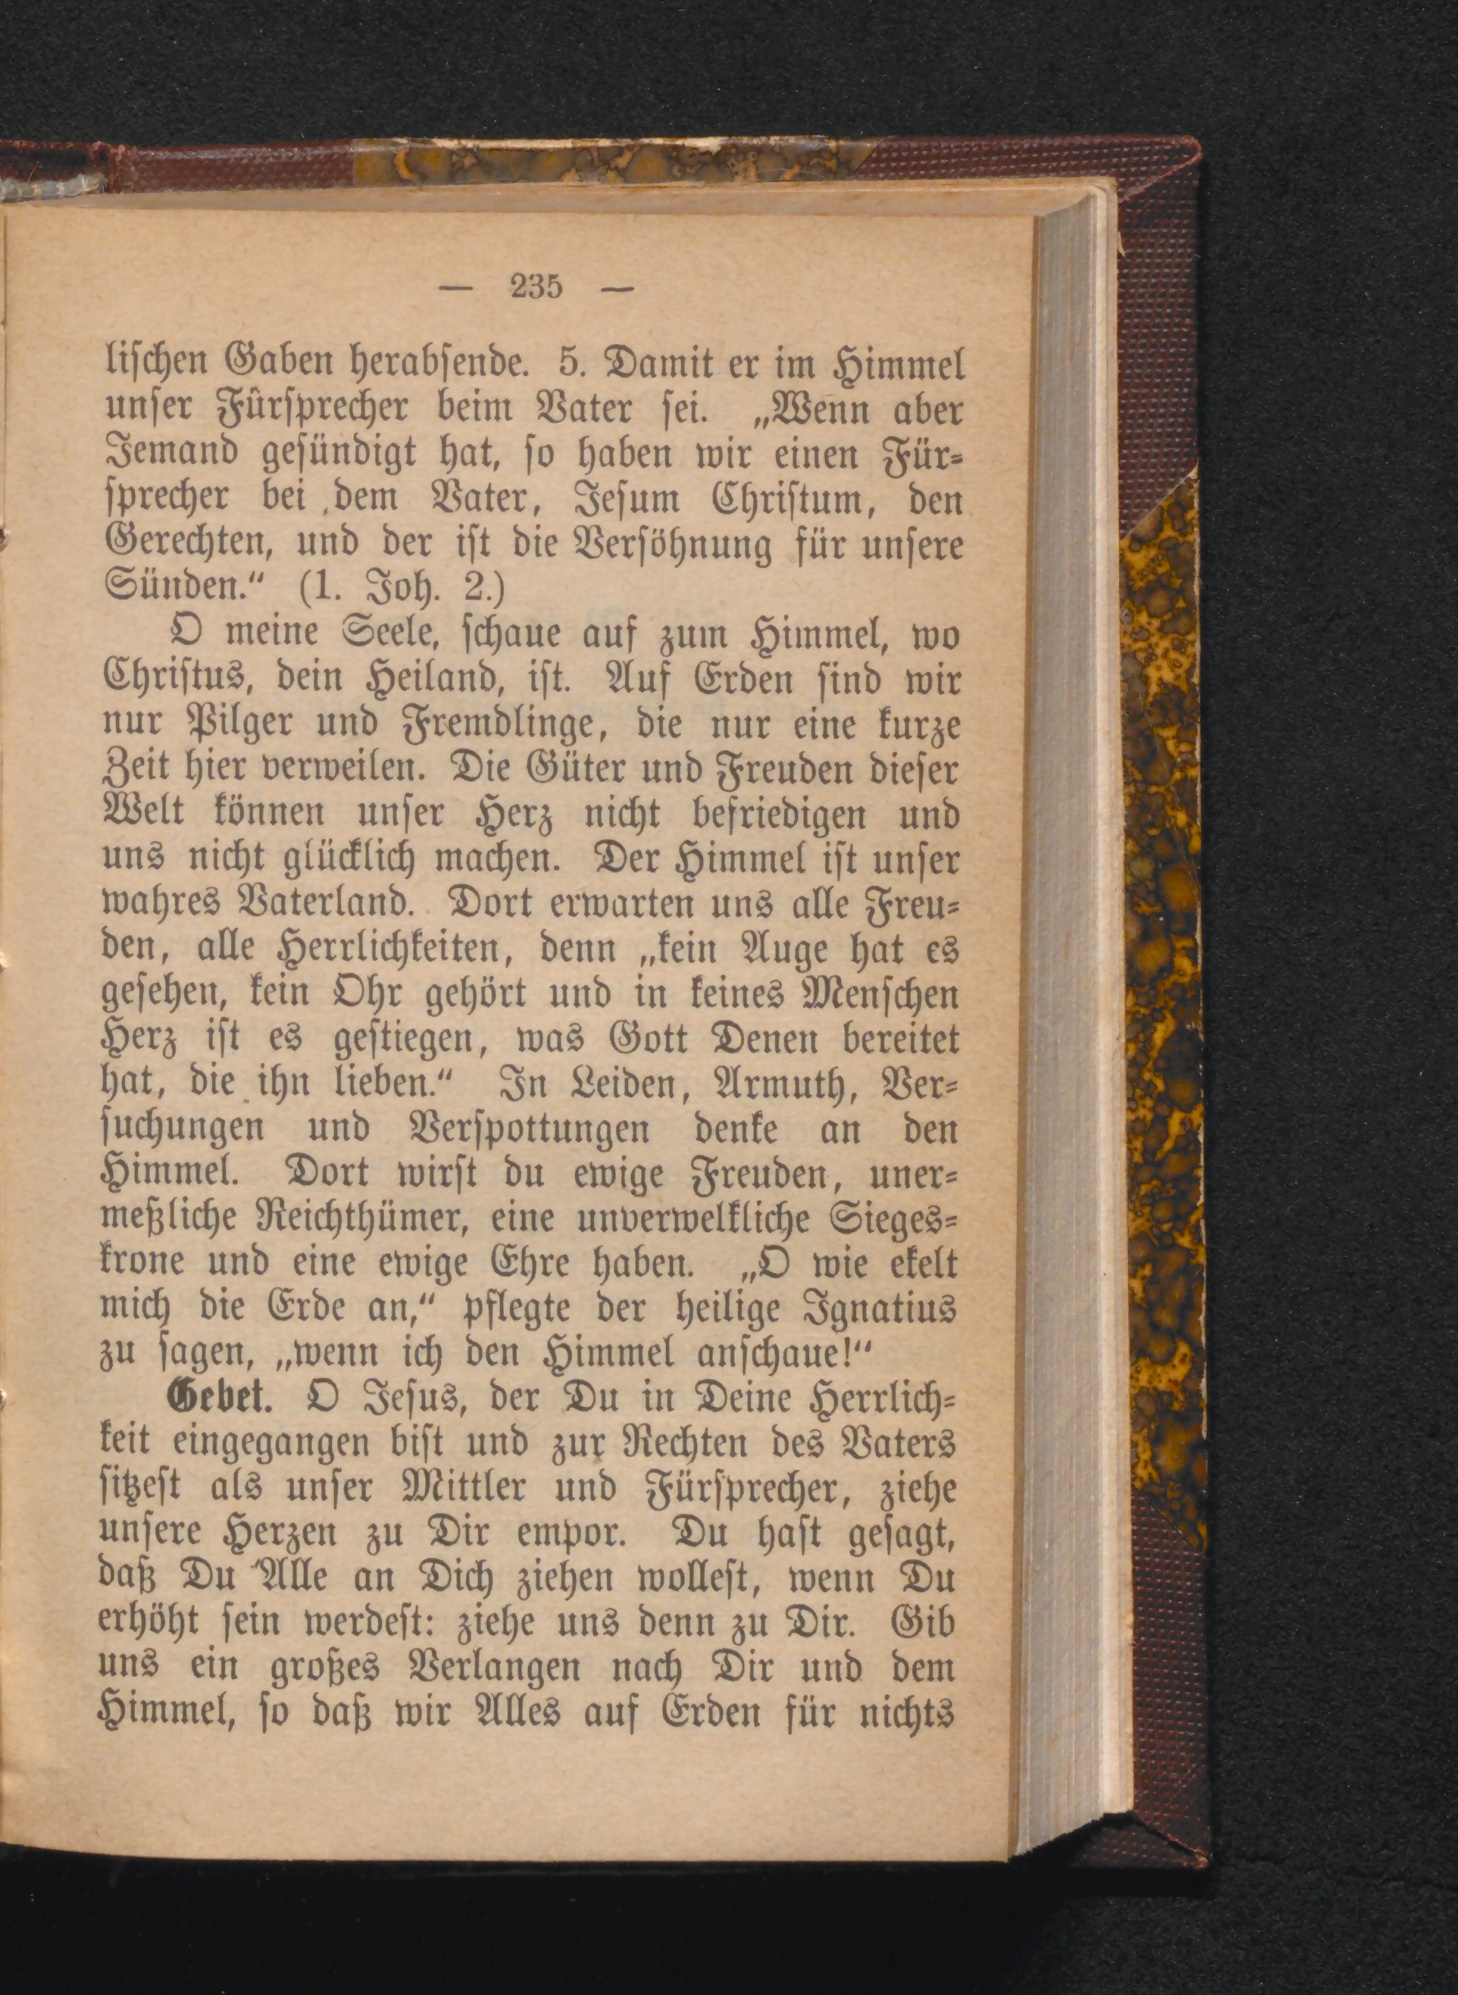 — 235 —
lischen Gaben herabsende. 5. Damit er im Himmel
unser Fürsprecher beim Vater sei. „Wenn aber
Jemand gesündigt hat, so haben wir einen Für-
sprecher bei dem Vater, Jesum Christum, den
Gerechten, und der ist die Versöhnung für unsere
Sünden.“ (1. Joh. 2.)
O meine Seele, schaue auf zum Himmel, wo
Christus, dein Heiland, ist. Auf Erden sind wir
nur Pilger und Fremdlinge, die nur eine kurze
Zeit hier verweilen. Die Güter und Freuden dieser
Welt können unser Herz nicht befriedigen und
uns nicht glücklich machen. Der Himmel ist unser
wahres Vaterland. Dort erwarten uns alle Freu-
den, alle Herrlichkeiten, denn „kein Auge hat es
gesehen, kein Ohr gehört und in keines Menschen
Herz ist es gestiegen, was Gott Denen bereitet
hat, die ihn lieben.“ In Leiden, Armuth, Ver-
suchungen und Verspottungen denke an den
Himmel. Dort wirst du ewige Freuden, uner-
meßliche Reichthümer, eine unverwelkliche Sieges-
krone und eine ewige Ehre haben. „O wie ekelt
mich die Erde an,“ pflegte der heilige Ignatius
zu sagen, „wenn ich den Himmel anschaue!“
Gebet. O Jesus, der Du in Deine Herrlich-
keit eingegangen bist und zur Rechten des Vaters
sitzest als unser Mittler und Fürsprecher, ziehe
unsere Herzen zu Dir empor. Du hast gesagt,
daß Du Alle an Dich ziehen wollest, wenn Du
erhöht sein werdest: ziehe uns denn zu Dir. Gib
uns ein großes Verlangen nach Dir und dem
Himmel, so daß wir Alles auf Erden für nichts